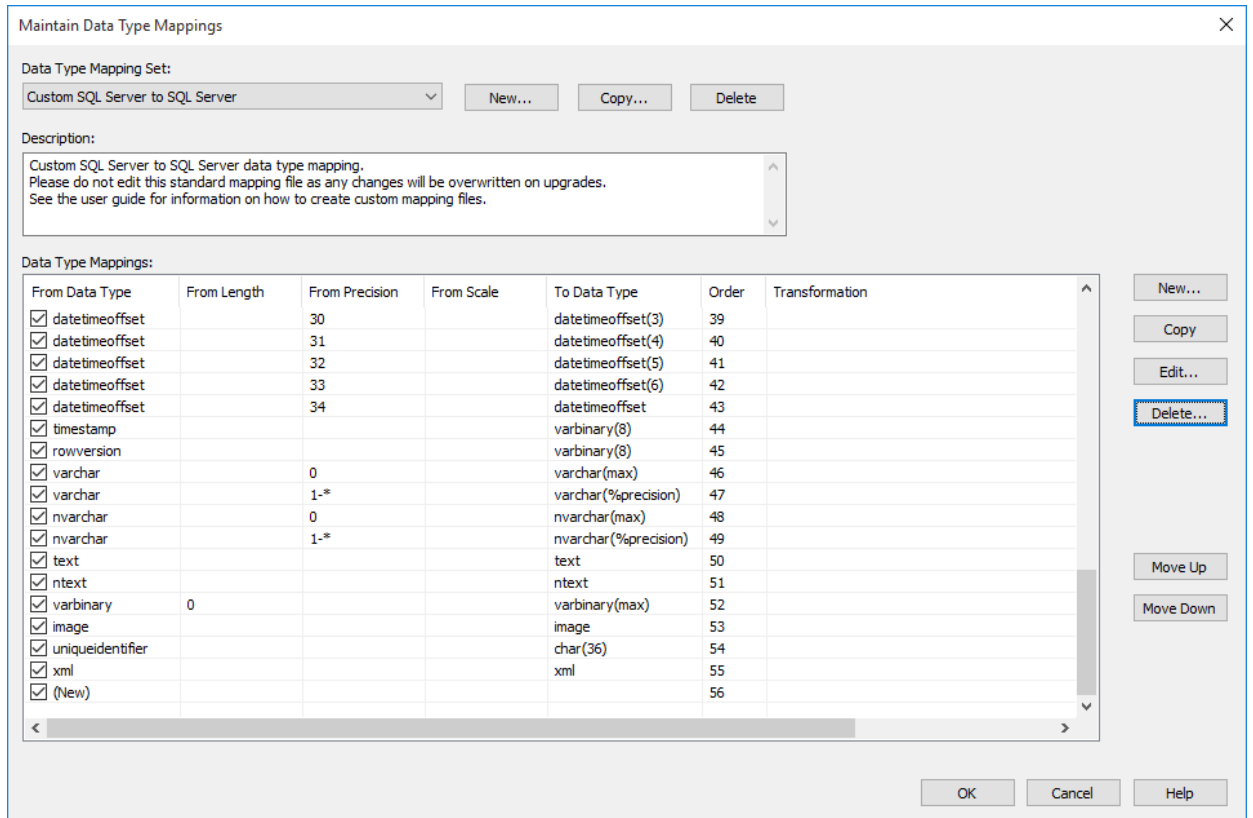 Maintain Data Type Mappings
Data Type Mapping Set:
Custom SQL Server to SQL Server New... Copy... Delete
Description:
Custom SQL Server to SQL Server data type mapping.
Please do not edit this standard mapping file as any changes will be overwritten on upgrades.
See the user guide for information on how to create custom mapping files.
Data Type Mappings:
From Data Type From Length From Precision From Scale To Data Type Order Transformation
datetimeoffset 30 datetimeoffset(3) 39
datetimeoffset 31 datetimeoffset(4) 40
datetimeoffset 32 datetimeoffset(5) 41
datetimeoffset 33 datetimeoffset(6) 42
datetimeoffset 34 datetimeoffset 43
timestamp varbinary(8) 44
rowversion varbinary(8) 45
varchar 0 varchar(max) 46
varchar 1-* varchar(%precision) 47
nvarchar 0 nvarchar(max) 48
nvarchar 1-* nvarchar(%precision) 49
text text 50
ntext ntext 51
varbinary 0 varbinary(max) 52
image image 53
uniqueidentifier char(36) 54
xml xml 55
(New) 56
New...
Copy
Edit...
Delete...
Move Up
Move Down
OK Cancel Help